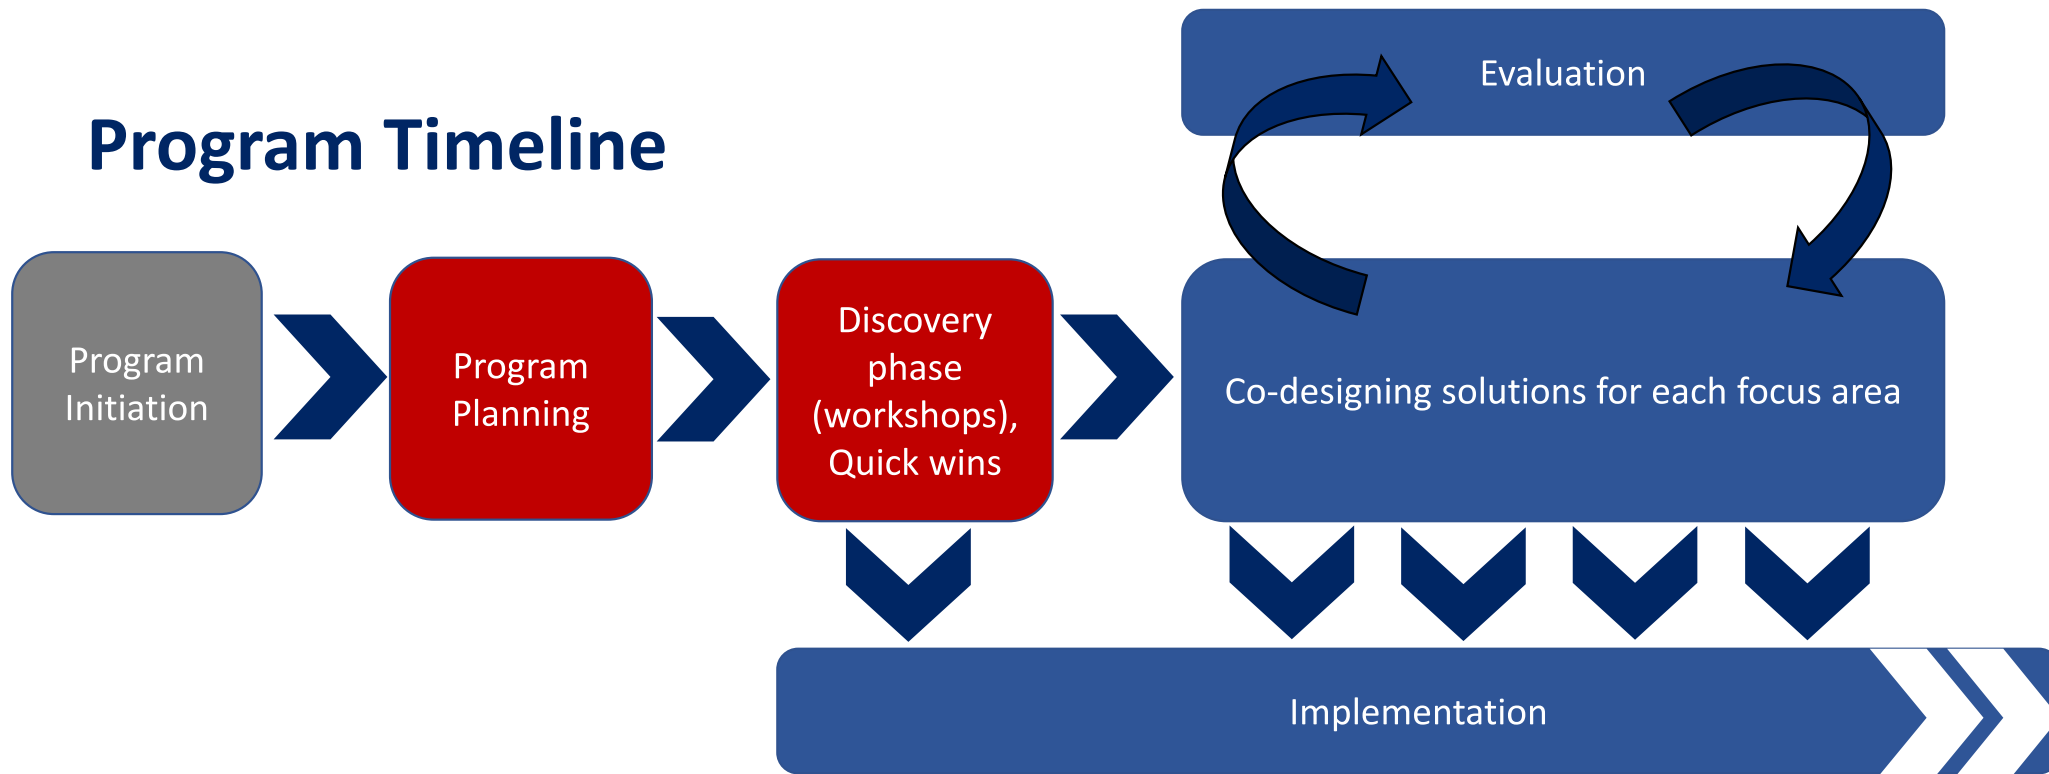 Program Timeline
Evaluation
Program
Initiation
Program
Planning
Discovery
phase
(workshops),
Quick wins
Co-designing solutions for each focus area
Implementation